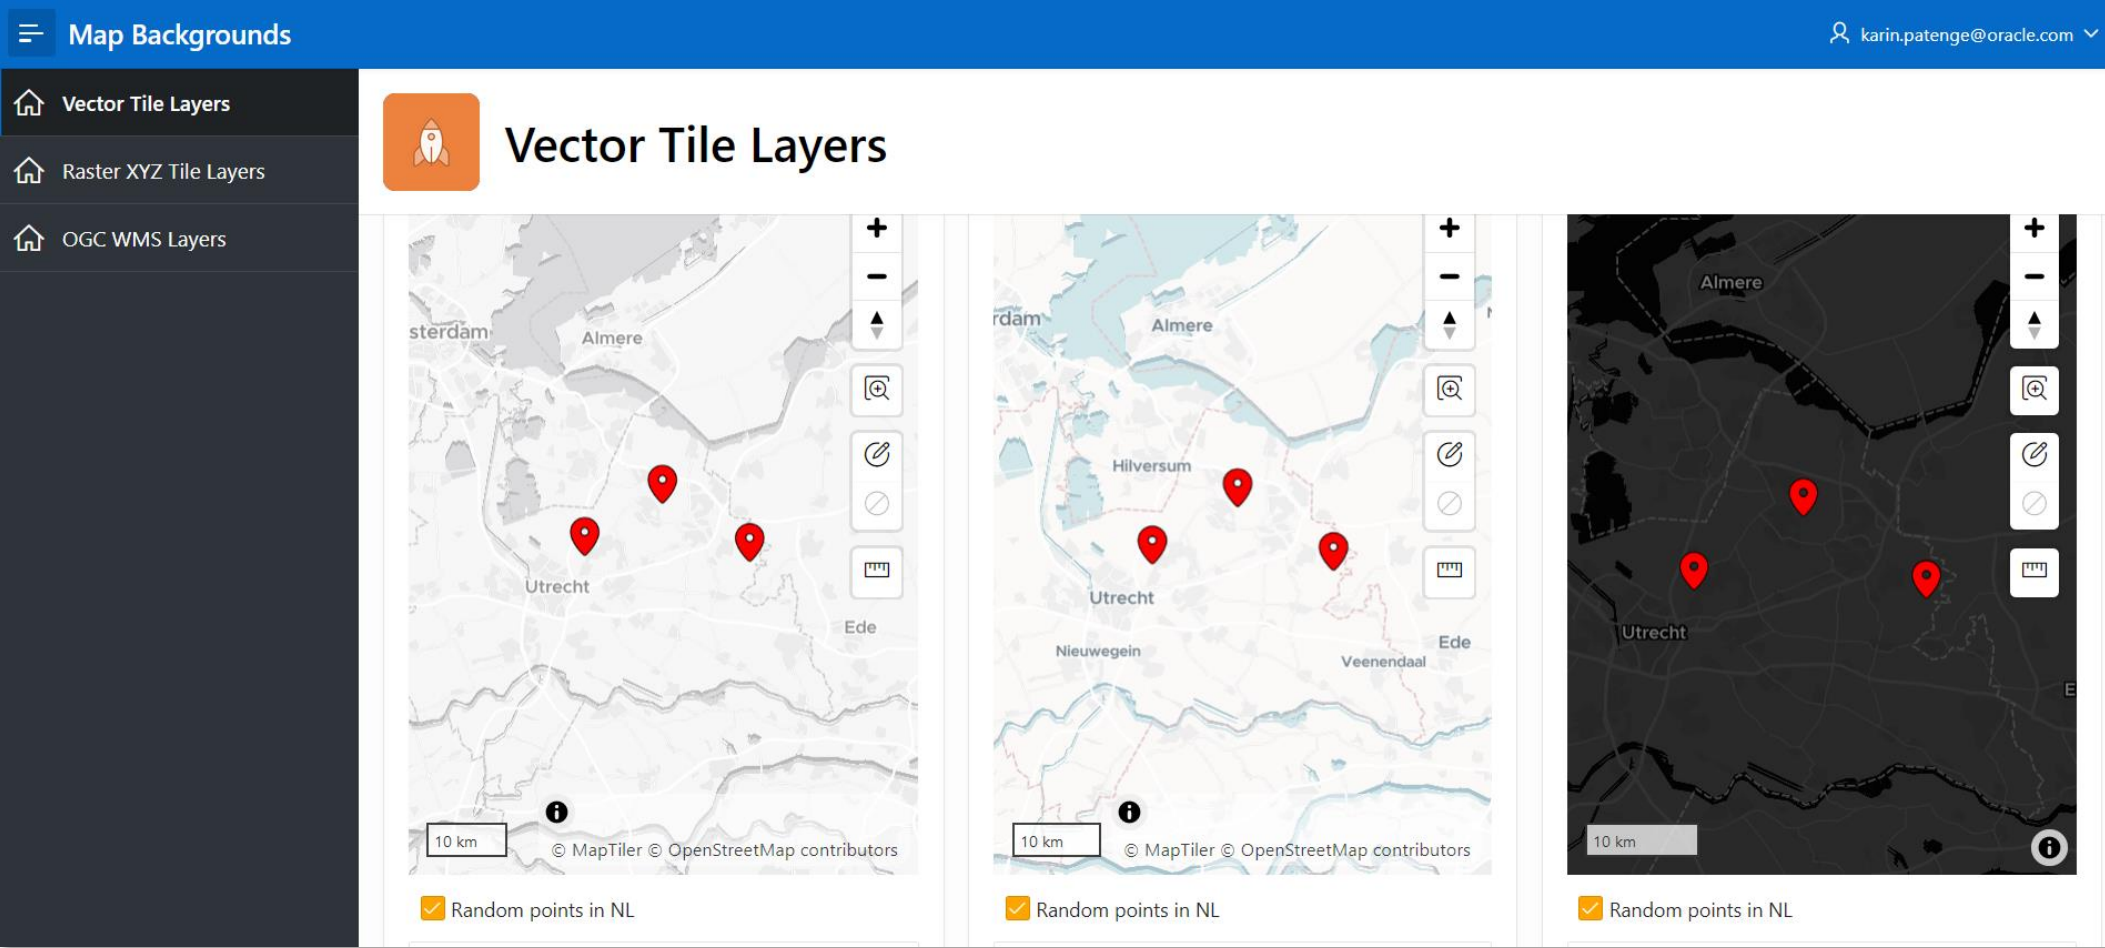 Map Backgrounds
karin.patenge@oracle.com
Vector Tile Layers
Raster XYZ Tile Layers
OGC WMS Layers
Vector Tile Layers
sterdam
Almere
Utrecht
Ede
10 km
© MapTiler © OpenStreetMap contributors
Random points in NL
rdam
Almere
Hilversum
Utrecht
Nieuwegein
Ede
Veenendaal
10 km
© MapTiler © OpenStreetMap contributors
Random points in NL
Almere
Utrecht
E
10 km
Random points in NL